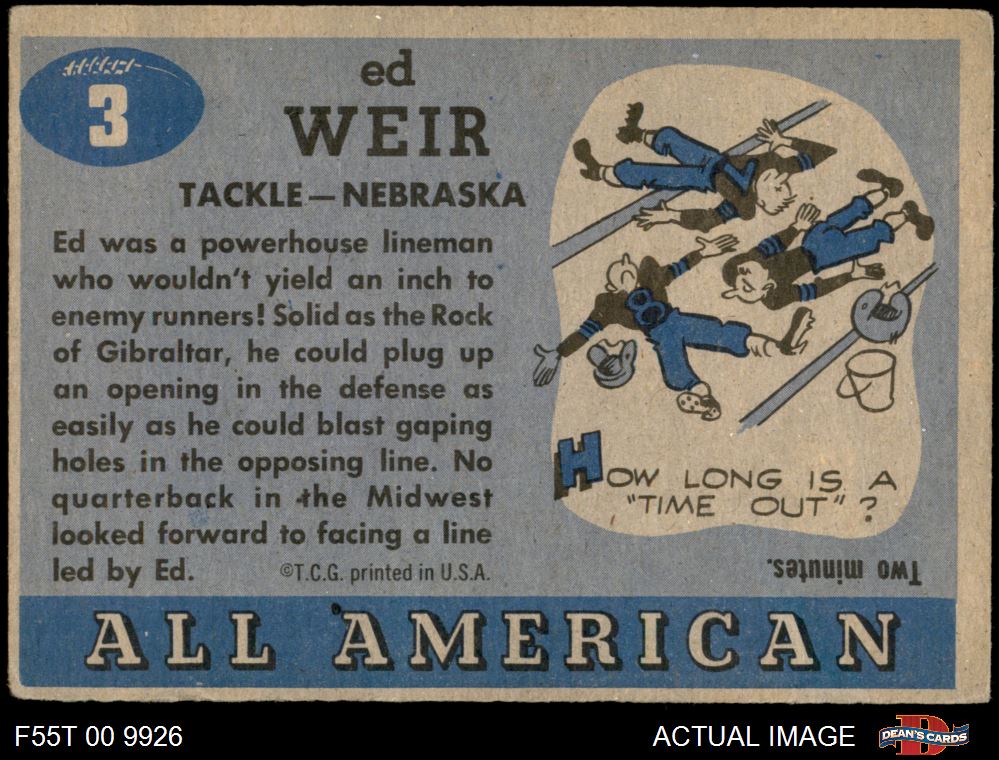 3
ed
WEIR
TACKLE—NEBRASKA
Ed was a powerhouse lineman
who wouldn't yield an inch to
enemy runners! Solid as the Rock
of Gibraltar, he could plug up
an opening in the defense as
easily as he could blast gaping
holes in the opposing line. No
quarterback in the Midwest
looked forward to facing a line
led by Ed.
©T.C.G. printed in U.S.A.
7
8
HOW LONG IS A
"TIME OUT"?
Two minutes.
ALL AMERICAN
F55T 00 9926
ACTUAL IMAGE
D
DEAN'S CARDS